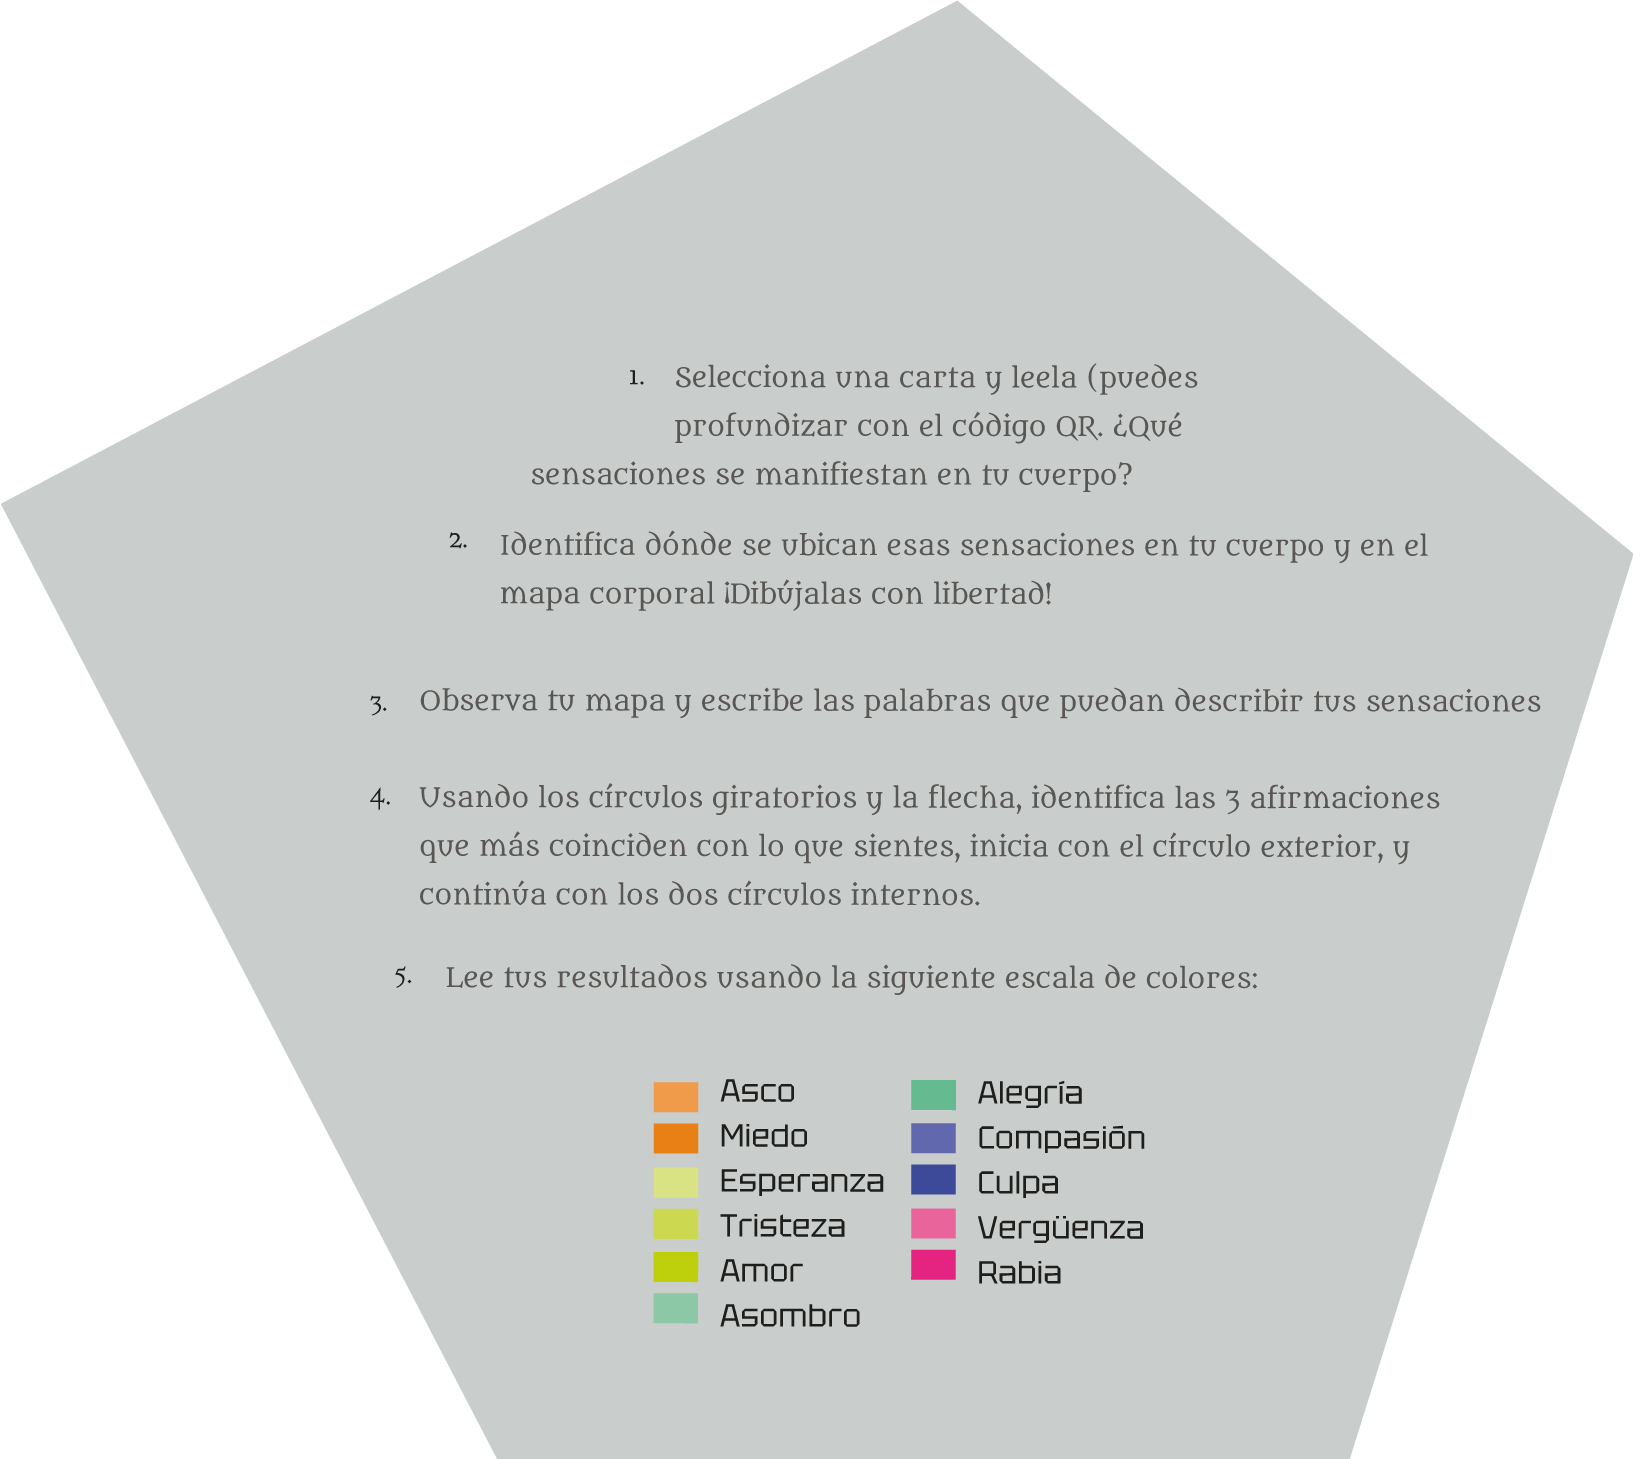 1. Selecciona una carta y leela (puedes
profundizar con el código QR. ¿Qué
sensaciones se manifiestan en tu cuerpo?
2. Identifica dónde se ubican esas sensaciones en tu cuerpo y en el
mapa corporal ¡Dibújalas con libertad!
3. Observa tu mapa y escribe las palabras que puedan describir tus sensaciones
4. Usando los círculos giratorios y la flecha, identifica las 3 afirmaciones
que más coinciden con lo que sientes, inicia con el círculo exterior, y
continúa con los dos círculos internos.
5. Lee tus resultados usando la siguiente escala de colores:
Asco
Miedo
Esperanza
Tristeza
Amor
Asombro
Alegría
Compasión
Culpa
Vergüenza
Rabia